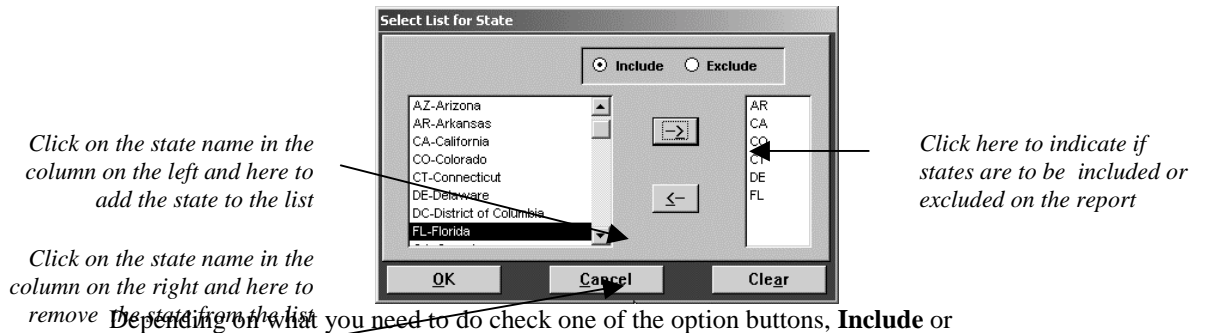 Select List for State
Include Exclude
AZ-Arizona
AR-Arkansas
CA-California
CO-Colorado
CT-Connecticut
DE-Delaware
DC-District of Columbia
FL-Florida
->
<-
AR
CA
CO
CT
DE
FL
OK Cancel Clear
Click on the state name in the
column on the left and here to
add the state to the list
Click on the state name in the
column on the right and here to
remove the state from the list
Click here to indicate if
states are to be included or
excluded on the report
Depending on what you need to do check one of the option buttons, Include or